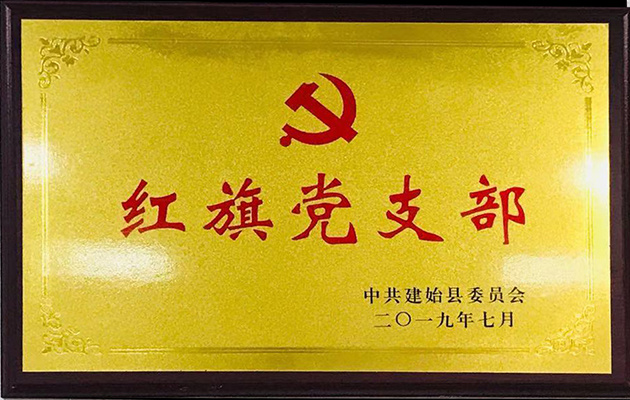 红旗党支部
中共建始县委员会
二〇一九年七月